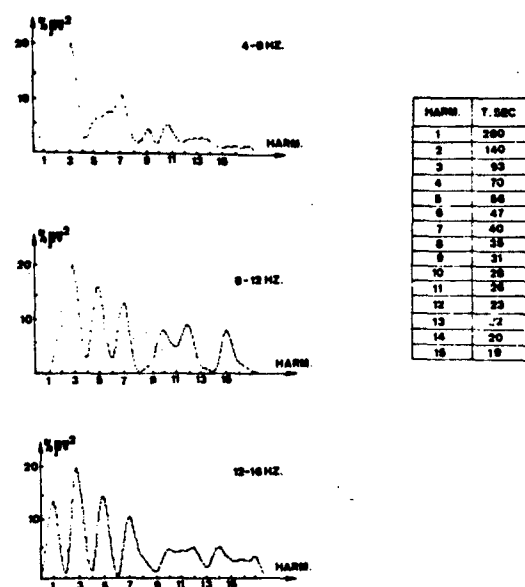 %pv²
20
10
4-8 HZ.
1 3 5 7 9 11 13 15 HARM.
%pv²
20
10
8-12 HZ.
1 3 5 7 9 11 13 15 HARM.
%pv²
20
10
12-16 HZ.
1 3 5 7 9 11 13 15 HARM.
HARM. T.SEC
1 280
2 140
3 93
4 70
5 56
6 47
7 40
8 35
9 31
10 28
11 26
12 23
13 22
14 20
15 19